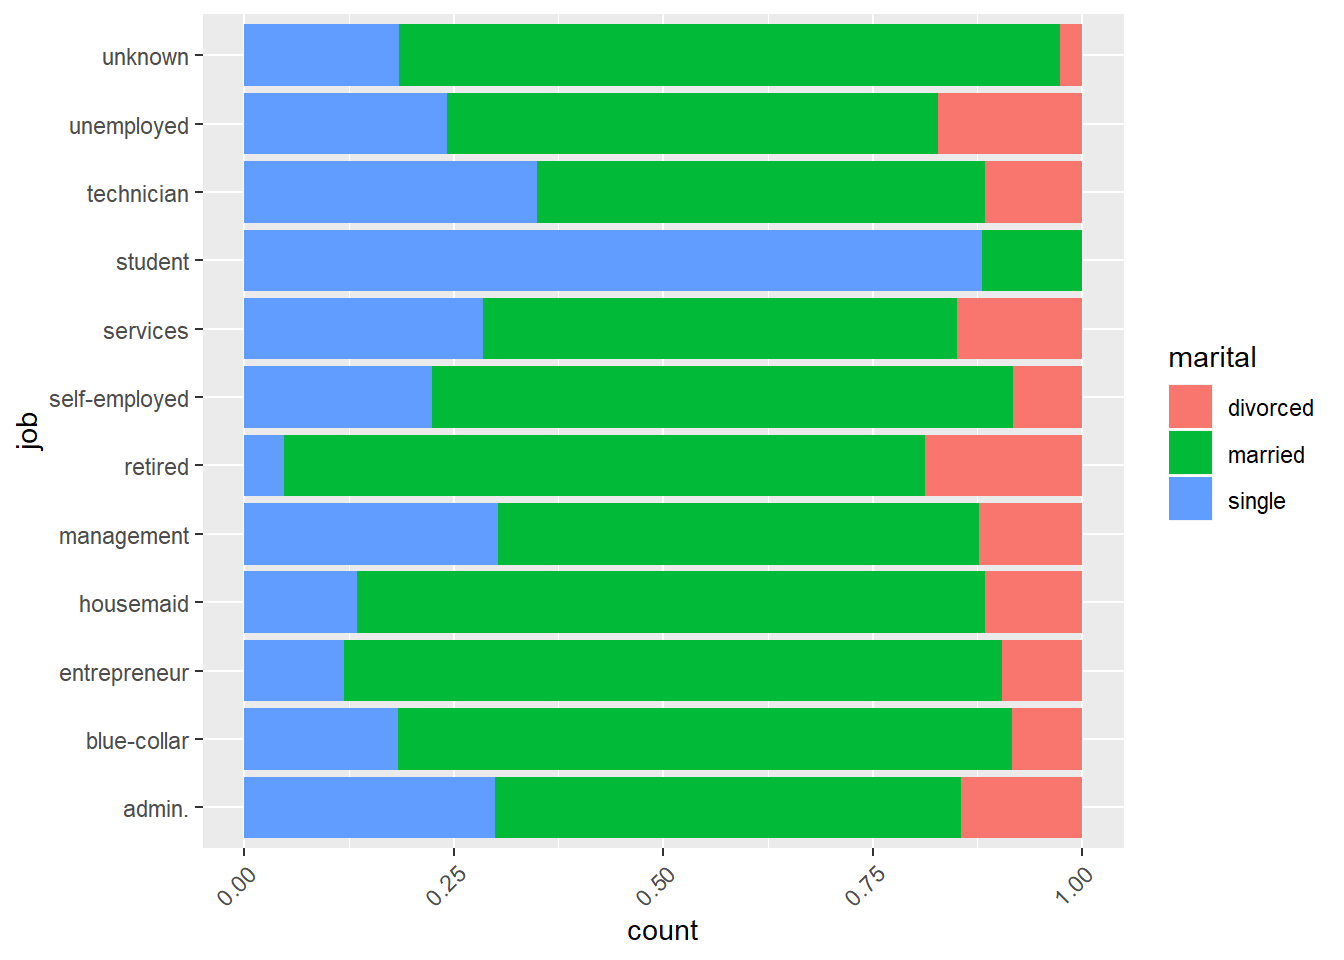 unknown
unemployed
technician
student
services
self-employed
retired
management
housemaid
entrepreneur
blue-collar
admin.
job
0.00
0.25
0.50
0.75
1.00
count
marital
divorced
married
single